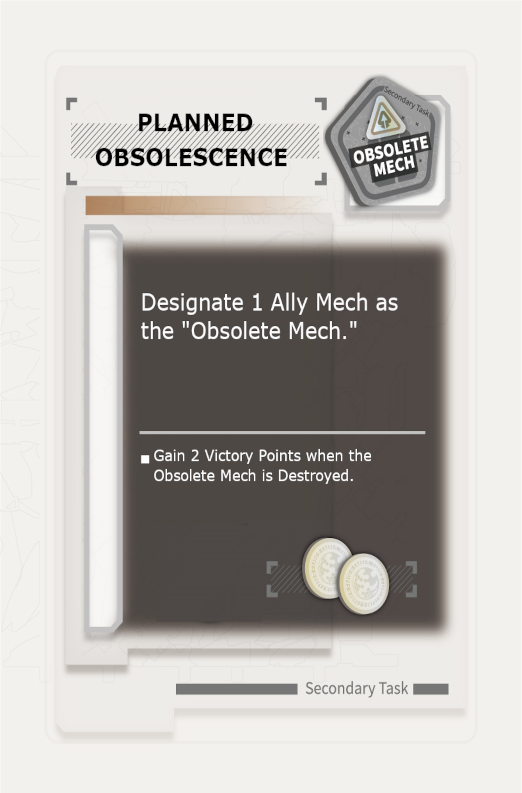 PLANNED
OBSOLESCENCE
Secondary Task
OBSOLETE
MECH
Designate 1 Ally Mech as
the "Obsolete Mech."
Gain 2 Victory Points when the
Obsolete Mech is Destroyed.
Secondary Task